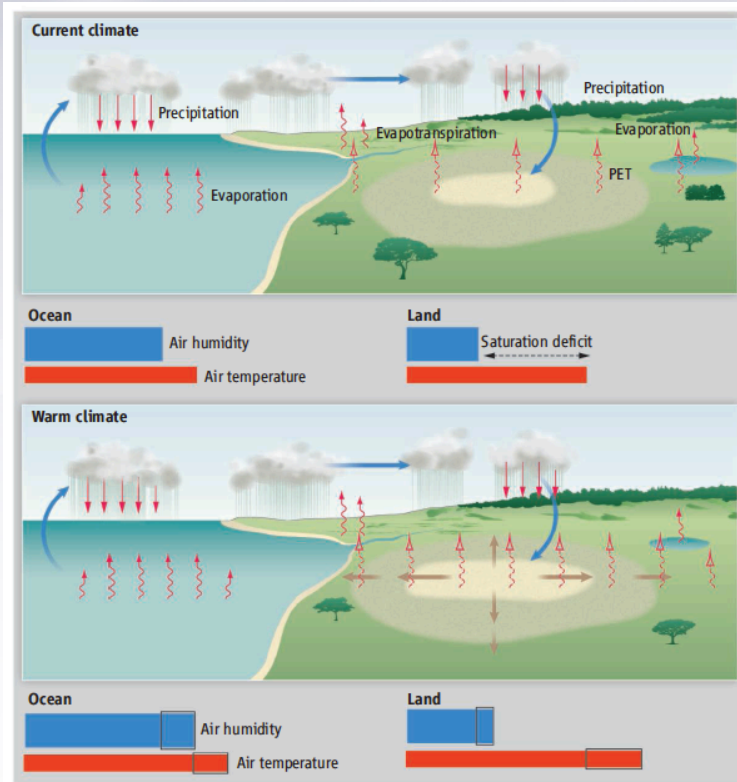 Current climate
Precipitation
Precipitation
Evapotranspiration
Evaporation
Evaporation
PET
Ocean
Land
Air humidity
Saturation deficit
Air temperature
Warm climate
Ocean
Land
Air humidity
Air temperature